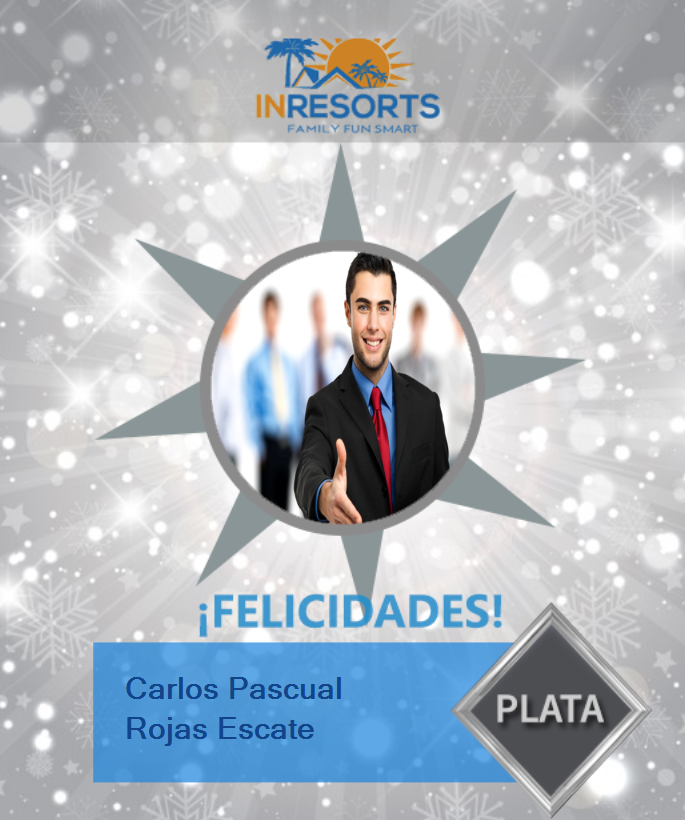 INRESORTS
FAMILY FUN SMART
¡FELICIDADES!
Carlos Pascual
Rojas Escate
PLATA